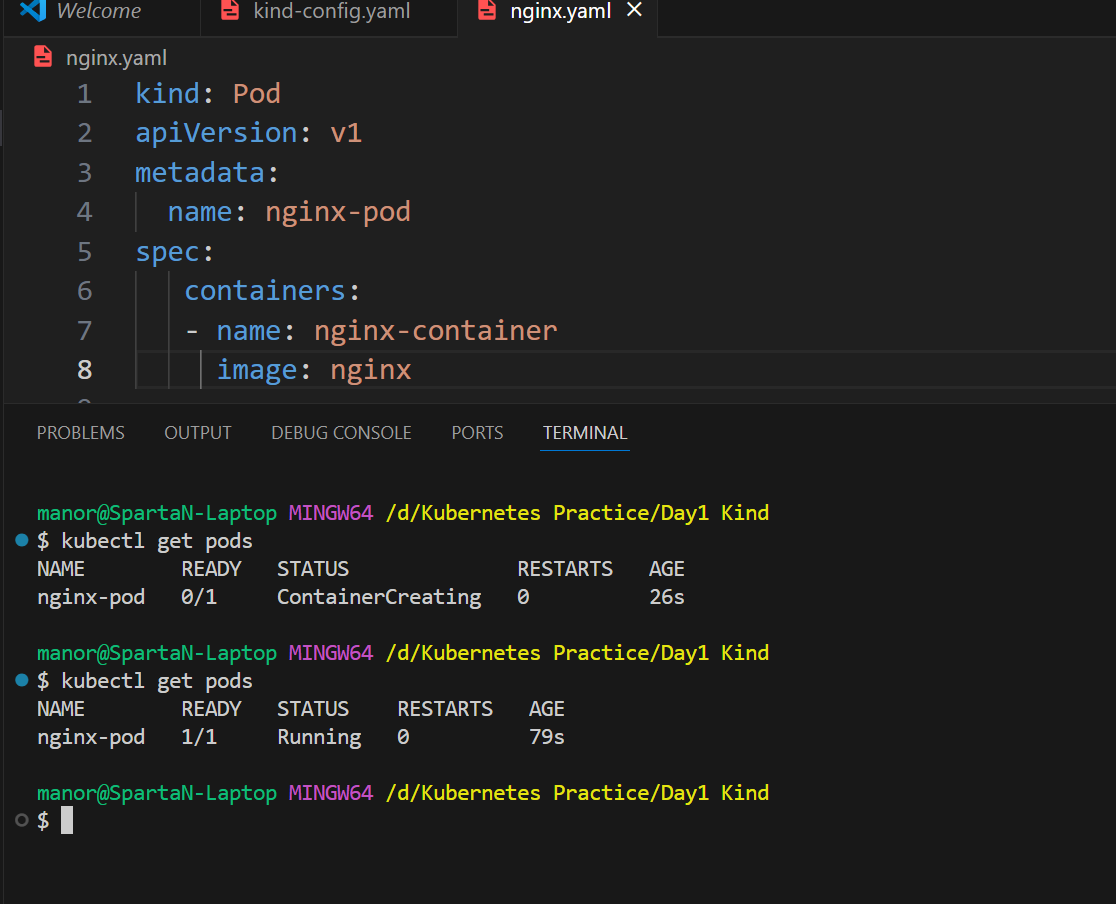 Welcome kind-config.yaml nginx.yaml ×
nginx.yaml
1 kind: Pod
2 apiVersion: v1
3 metadata:
4   name: nginx-pod
5 spec:
6    containers:
7    - name: nginx-container
8      image: nginx
PROBLEMS OUTPUT DEBUG CONSOLE PORTS TERMINAL
manor@SpartaN-Laptop MINGW64 /d/Kubernetes Practice/Day1 Kind
$ kubectl get pods
NAME        READY   STATUS              RESTARTS   AGE
nginx-pod   0/1     ContainerCreating   0          26s
manor@SpartaN-Laptop MINGW64 /d/Kubernetes Practice/Day1 Kind
$ kubectl get pods
NAME        READY   STATUS    RESTARTS   AGE
nginx-pod   1/1     Running   0          79s
manor@SpartaN-Laptop MINGW64 /d/Kubernetes Practice/Day1 Kind
$